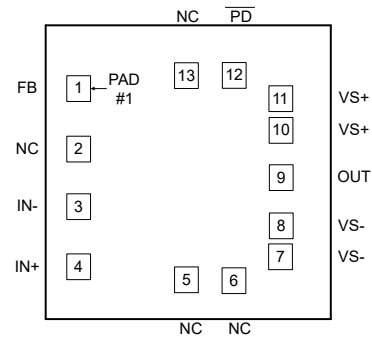 NC P̅D̅
FB 1 PAD #1 13 12
11 VS+
10 VS+
NC 2
9 OUT
IN- 3
8 VS-
7 VS-
IN+ 4
5 6
NC NC